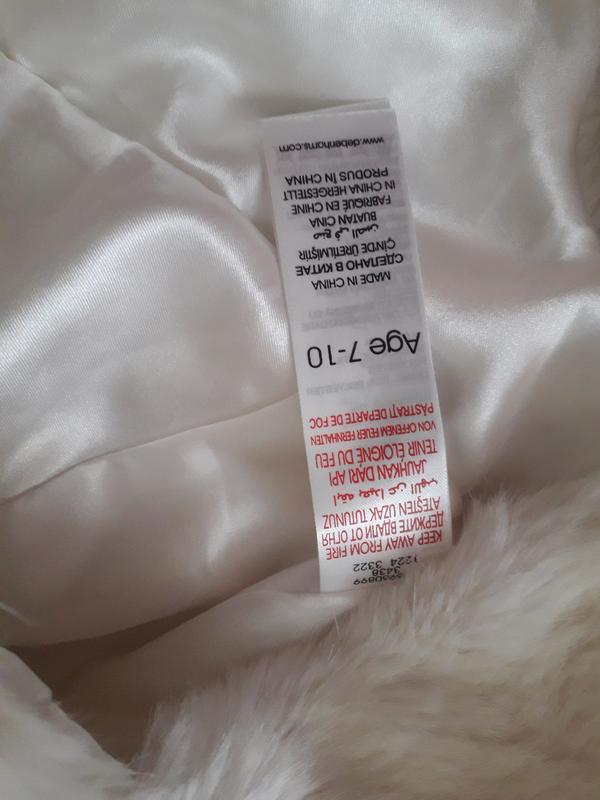 3438
1224 3322
KEEP AWAY FROM FIRE
ДЕРЖИТЕ ВДАЛИ ОТ ОГНЯ
ATEŞTEN UZAK TUTUNUZ
ابقه بعيدا عن اللهب
JAUHKAN DARI API
TENIR ÉLOIGNÉ DU FEU
VON OFFENEM FEUER FERNHALTEN
PĂSTRAŢI DEPARTE DE FOC
Age 7-10
MADE IN CHINA
СДЕЛАНО В КИТАЕ
ÇİNDE ÜRETİLMİŞTİR
صنع في الصين
BUATAN CINA
FABRIQUÉ EN CHINE
IN CHINA HERGESTELLT
PRODUS ÎN CHINA
www.debenhams.com